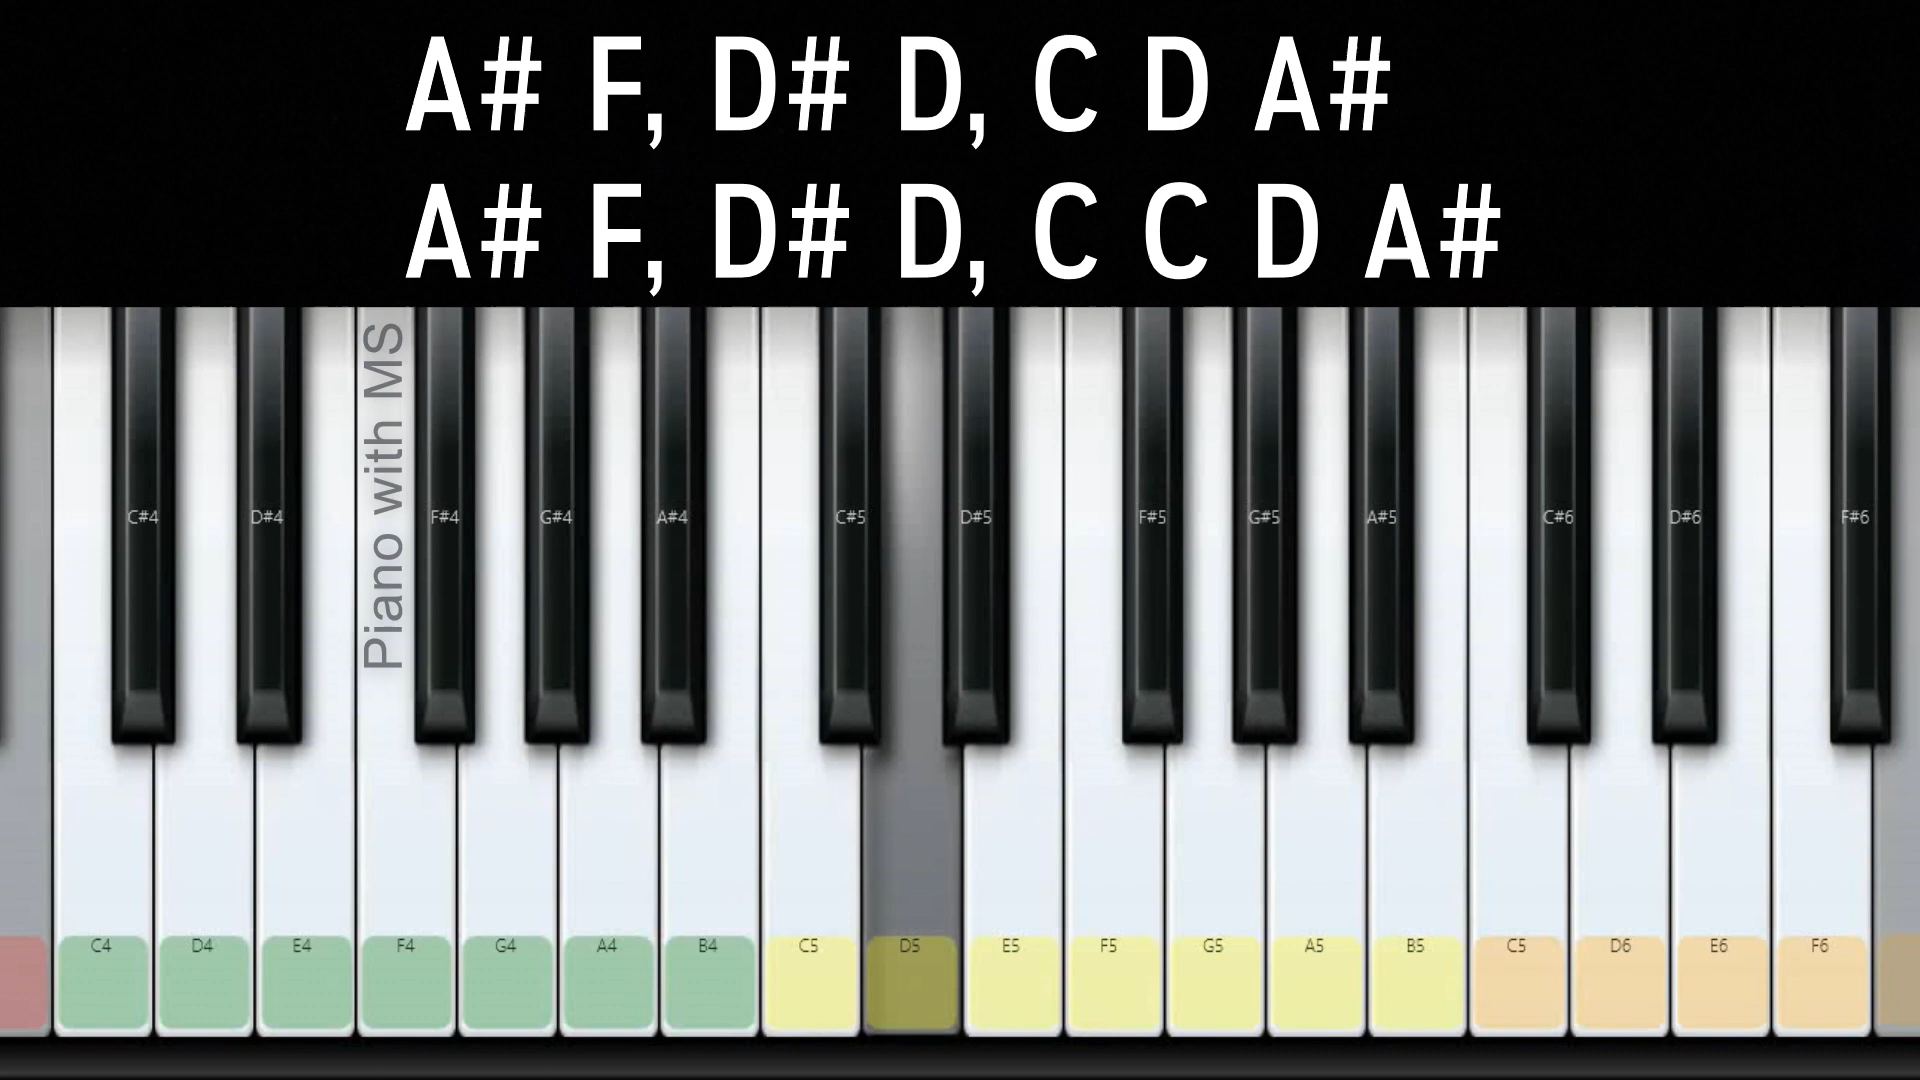 A# F, D# D, C D A#
A# F, D# D, C C D A#
Piano with MS
C#4 D#4 F#4 G#4 A#4 C#5 D#5 F#5 G#5 A#5 C#6 D#6 F#6
C4 D4 E4 F4 G4 A4 B4 C5 D5 E5 F5 G5 A5 B5 C5 D6 E6 F6